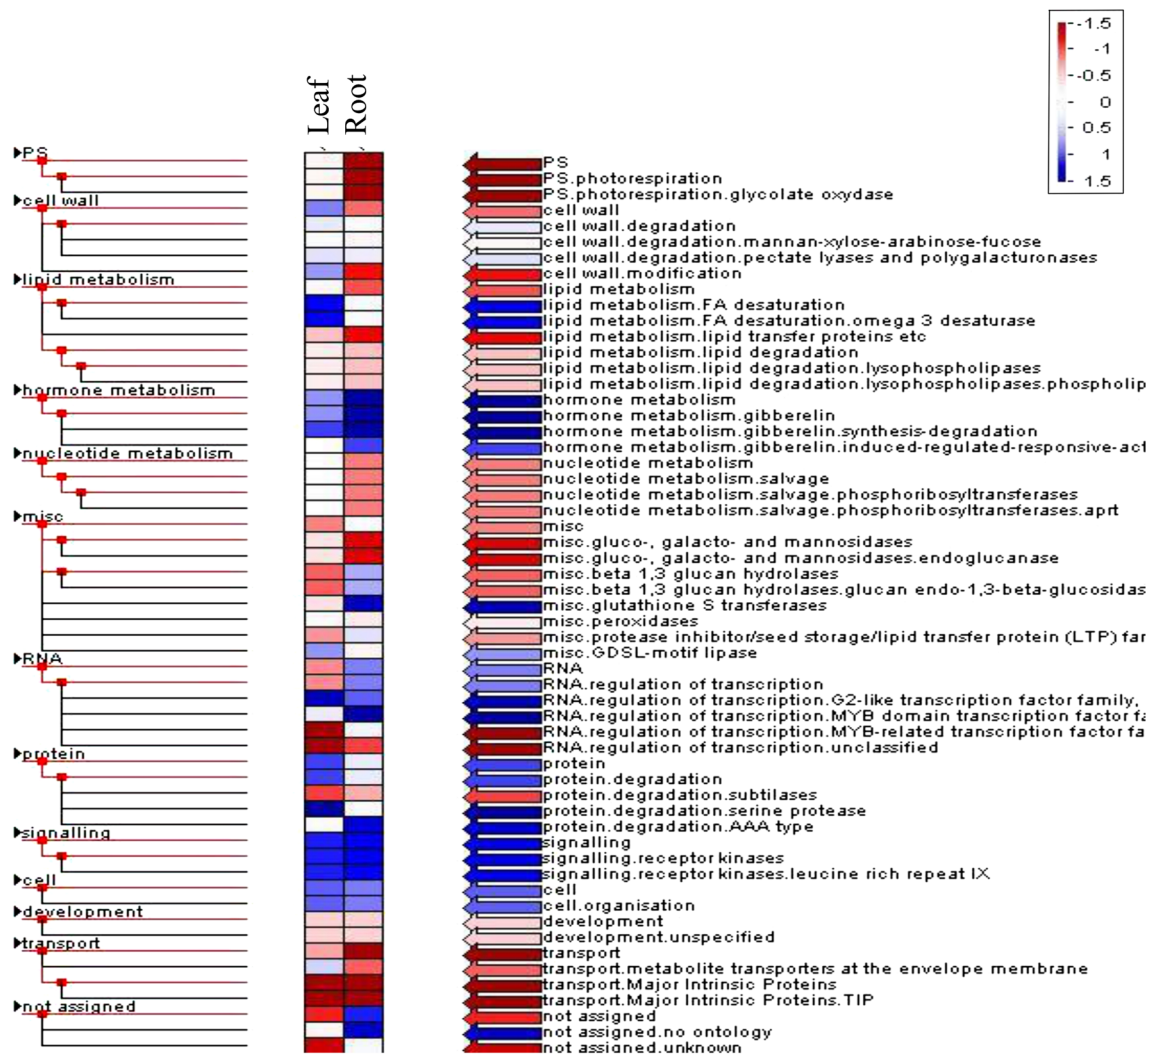 -1.5
-1
-0.5
0
0.5
1
1.5
Leaf
Root
PS
cell wall
lipid metabolism
hormone metabolism
nucleotide metabolism
misc
RNA
protein
signalling
cell
development
transport
not assigned
PS
PS.photorespiration
PS.photorespiration.glycolate oxydase
cell wall
cell wall.degradation
cell wall.degradation.mannan-xylose-arabinose-fucose
cell wall.degradation.pectate lyases and polygalacturonases
cell wall.modification
lipid metabolism
lipid metabolism.FA desaturation
lipid metabolism.FA desaturation.omega 3 desaturase
lipid metabolism.lipid transfer proteins etc
lipid metabolism.lipid degradation
lipid metabolism.lipid degradation.lysophospholipases
lipid metabolism.lipid degradation.lysophospholipases.phospholip
hormone metabolism
hormone metabolism.gibberelin
hormone metabolism.gibberelin.synthesis-degradation
hormone metabolism.gibberelin.induced-regulated-responsive-act
nucleotide metabolism
nucleotide metabolism.salvage
nucleotide metabolism.salvage.phosphoribosyltransferases
nucleotide metabolism.salvage.phosphoribosyltransferases.aprt
misc
misc.gluco-, galacto- and mannosidases
misc.gluco-, galacto- and mannosidases.endoglucanase
misc.beta 1,3 glucan hydrolases
misc.beta 1,3 glucan hydrolases.glucan endo-1,3-beta-glucosidas
misc.glutathione S transferases
misc.peroxidases
misc.protease inhibitor/seed storage/lipid transfer protein (LTP) far
misc.GDSL-motif lipase
RNA
RNA.regulation of transcription
RNA.regulation of transcription.G2-like transcription factor family,
RNA.regulation of transcription.MYB domain transcription factor fa
RNA.regulation of transcription.MYB-related transcription factor fa
RNA.regulation of transcription.unclassified
protein
protein.degradation
protein.degradation.subtilases
protein.degradation.serine protease
protein.degradation.AAA type
signalling
signalling.receptor kinases
signalling.receptor kinases.leucine rich repeat IX
cell
cell.organisation
development
development.unspecified
transport
transport.metabolite transporters at the envelope membrane
transport.Major Intrinsic Proteins
transport.Major Intrinsic Proteins.TIP
not assigned
not assigned.no ontology
not assigned.unknown